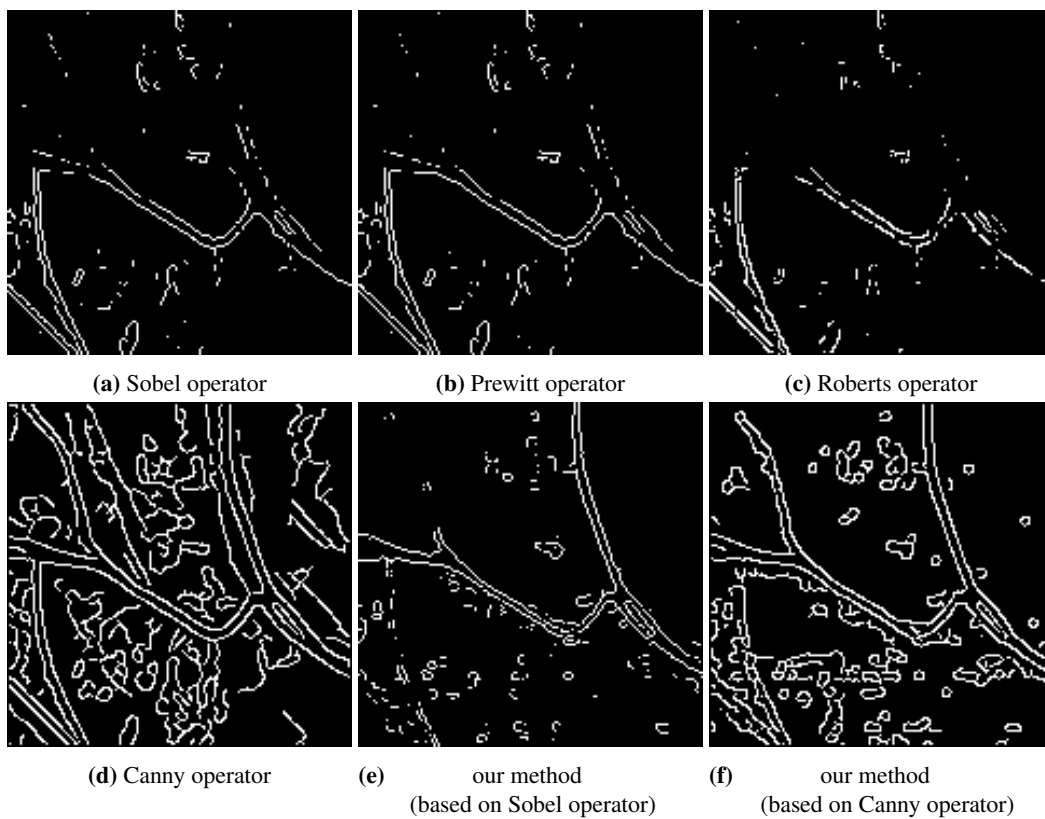 (a) Sobel operator
(b) Prewitt operator
(c) Roberts operator
(d) Canny operator
(e) our method
(based on Sobel operator)
(f) our method
(based on Canny operator)